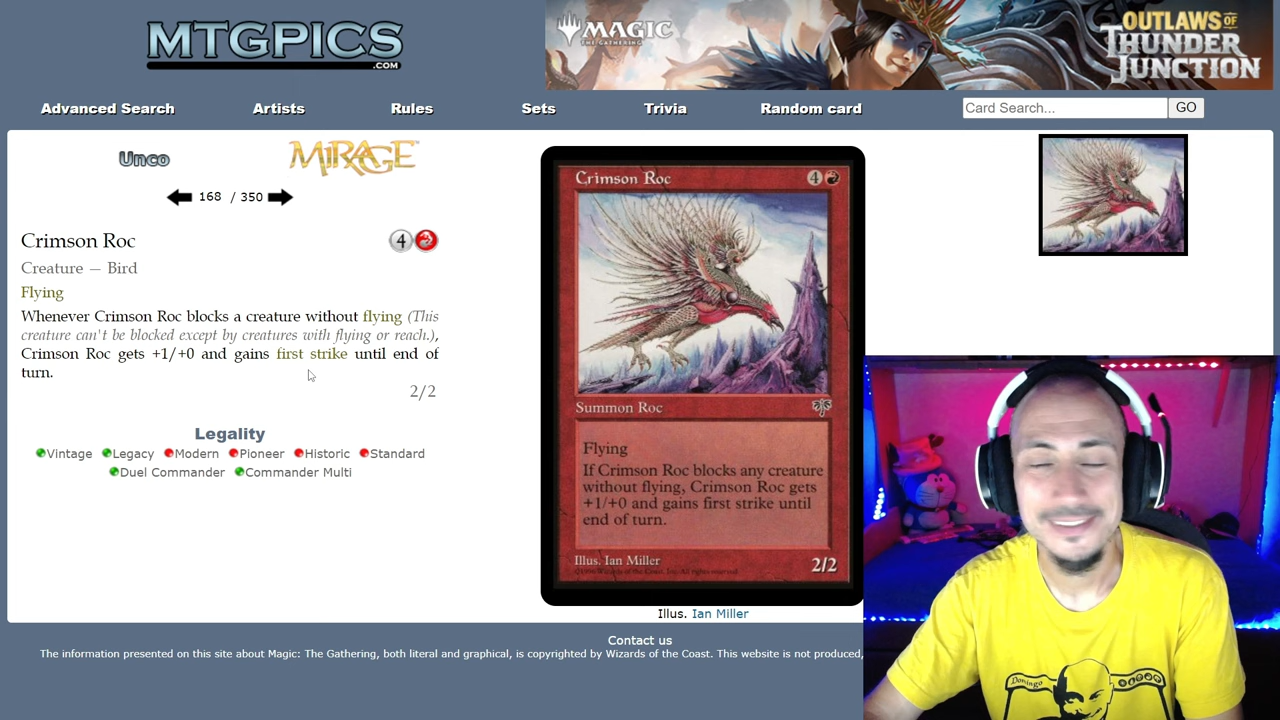 MTGPICS
.COM
MAGIC
THE GATHERING
OUTLAWS OF
THUNDER
JUNCTION
Advanced Search Artists Rules Sets Trivia Random card Card Search... GO
Unco MIRAGE
168 / 350
Crimson Roc 4
Creature — Bird
Flying
Whenever Crimson Roc blocks a creature without flying (This
creature can't be blocked except by creatures with flying or reach.),
Crimson Roc gets +1/+0 and gains first strike until end of
turn.
2/2
Legality
Vintage Legacy Modern Pioneer Historic Standard
Duel Commander Commander Multi
Crimson Roc 4
Summon Roc
Flying
If Crimson Roc blocks any creature
without flying, Crimson Roc gets
+1/+0 and gains first strike until
end of turn.
Illus. Ian Miller
2/2
Illus. Ian Miller
Contact us
The information presented on this site about Magic: The Gathering, both literal and graphical, is copyrighted by Wizards of the Coast. This website is not produced,
Domingo